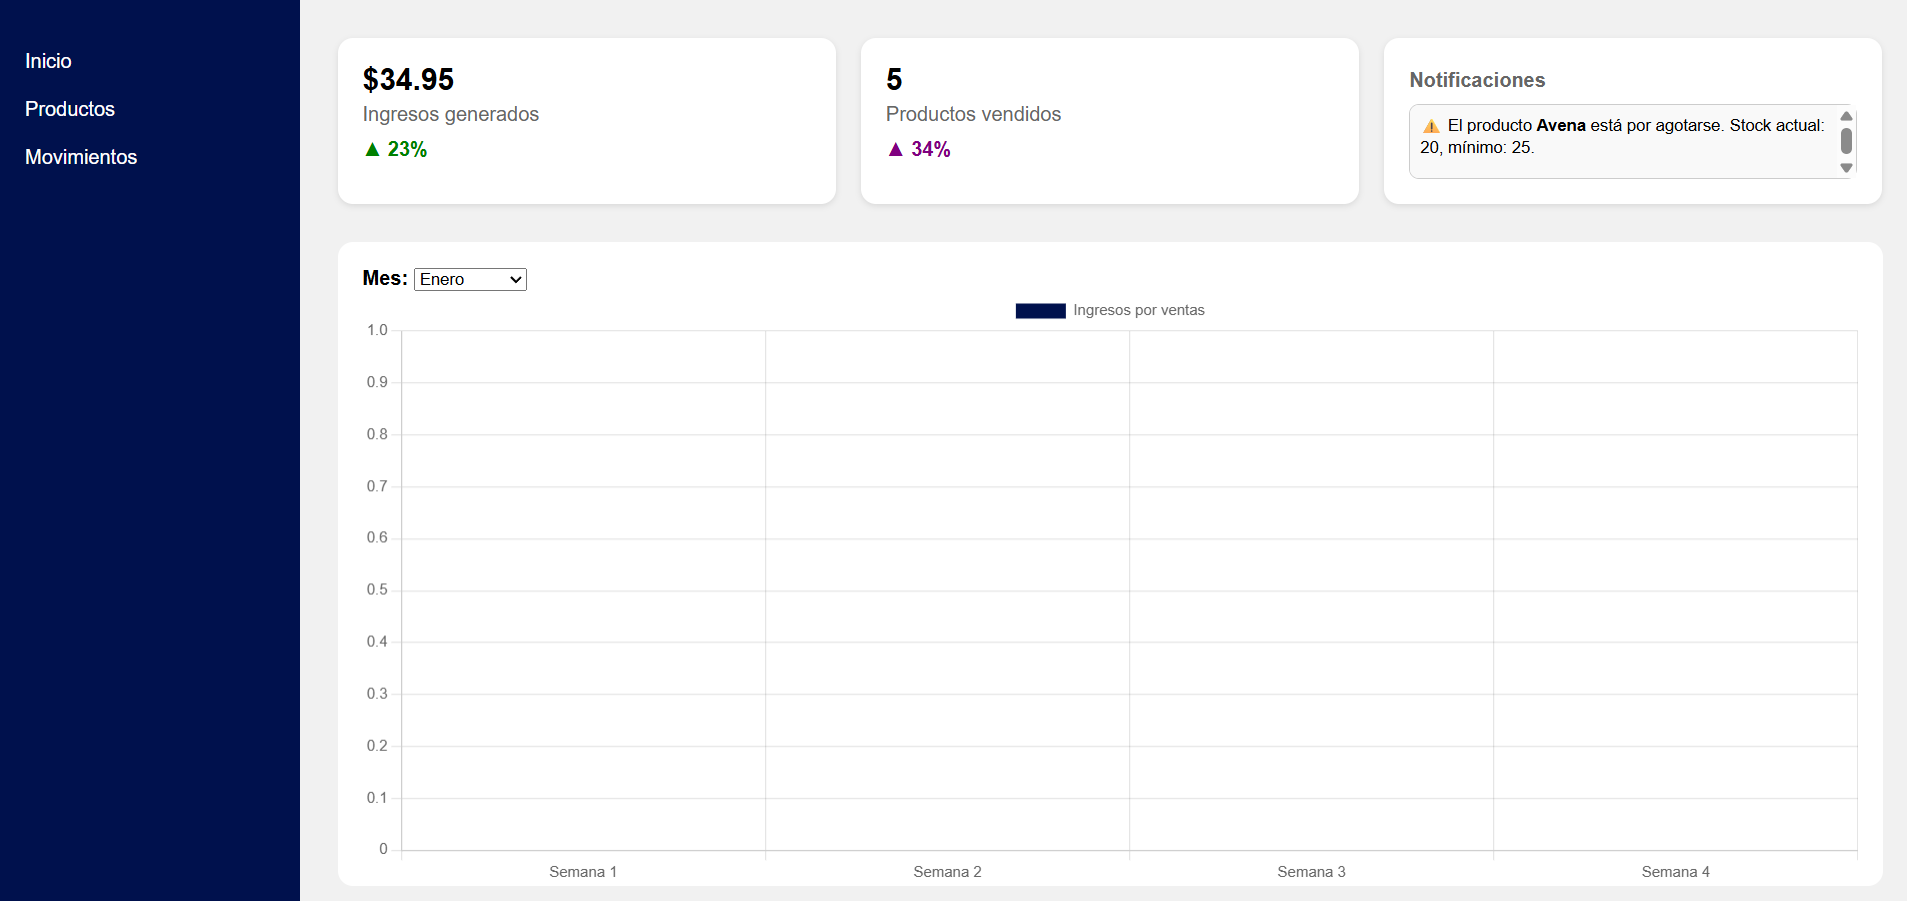 Inicio
Productos
Movimientos
$34.95
Ingresos generados
▲ 23%
5
Productos vendidos
▲ 34%
Notificaciones
⚠️ El producto Avena está por agotarse. Stock actual:
20, mínimo: 25.
Mes: Enero
Ingresos por ventas
1.0
0.9
0.8
0.7
0.6
0.5
0.4
0.3
0.2
0.1
0
Semana 1
Semana 2
Semana 3
Semana 4